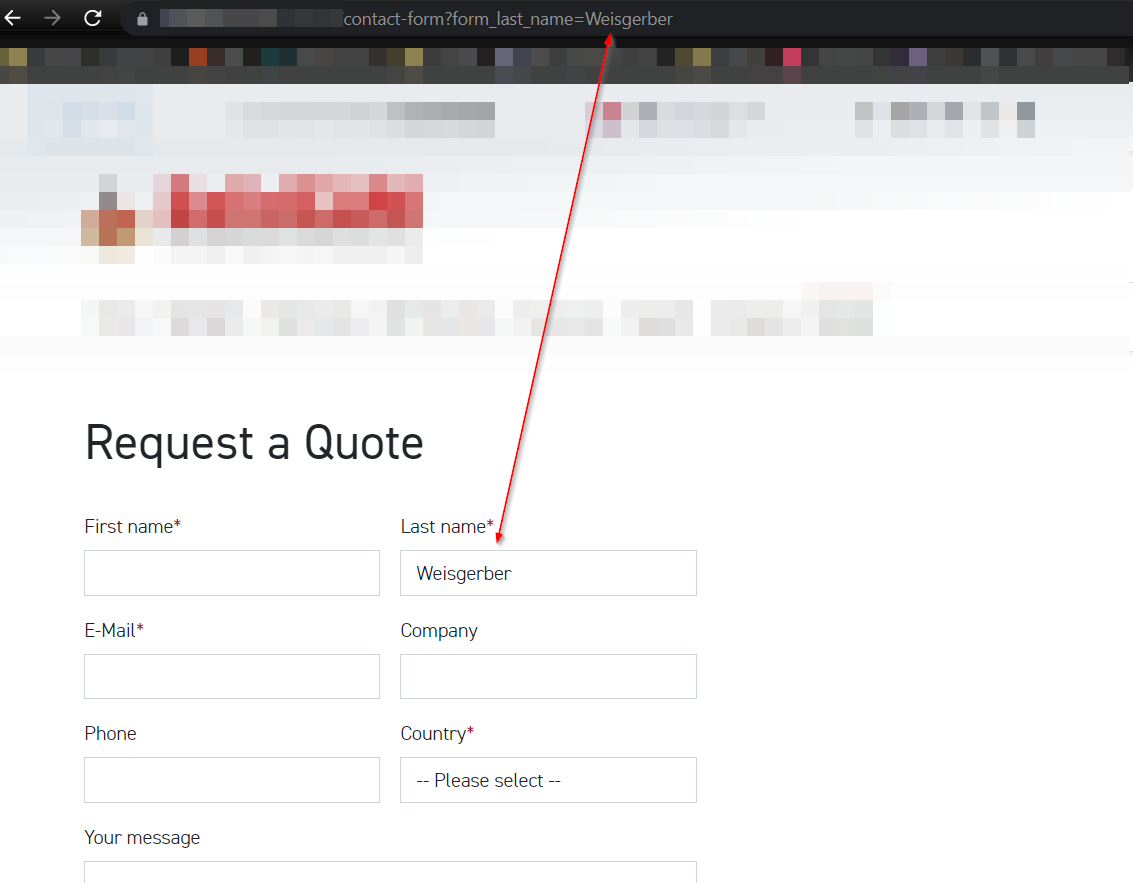 contact-form?form_last_name=Weisgerber
Request a Quote
First name* Last name*
Weisgerber
E-Mail* Company
Phone Country*
-- Please select --
Your message